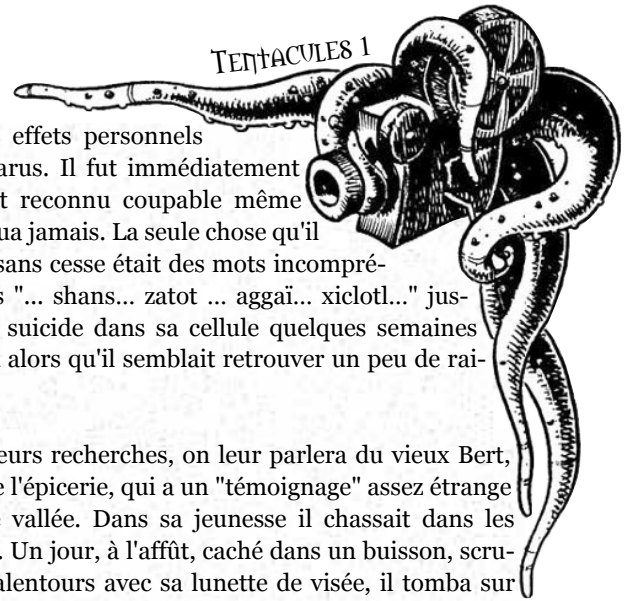 TENTACULES 1
effets personnels
arus. Il fut immédiatement
t reconnu coupable même
ua jamais. La seule chose qu'il
sans cesse était des mots incompré-
s "... shans... zatot ... aggaï... xiclotl..." jus-
suicide dans sa cellule quelques semaines
alors qu'il semblait retrouver un peu de rai-
eurs recherches, on leur parlera du vieux Bert,
e l'épicerie, qui a un "témoignage" assez étrange
e vallée. Dans sa jeunesse il chassait dans les
. Un jour, à l'affût, caché dans un buisson, scru-
alentours avec sa lunette de visée, il tomba sur